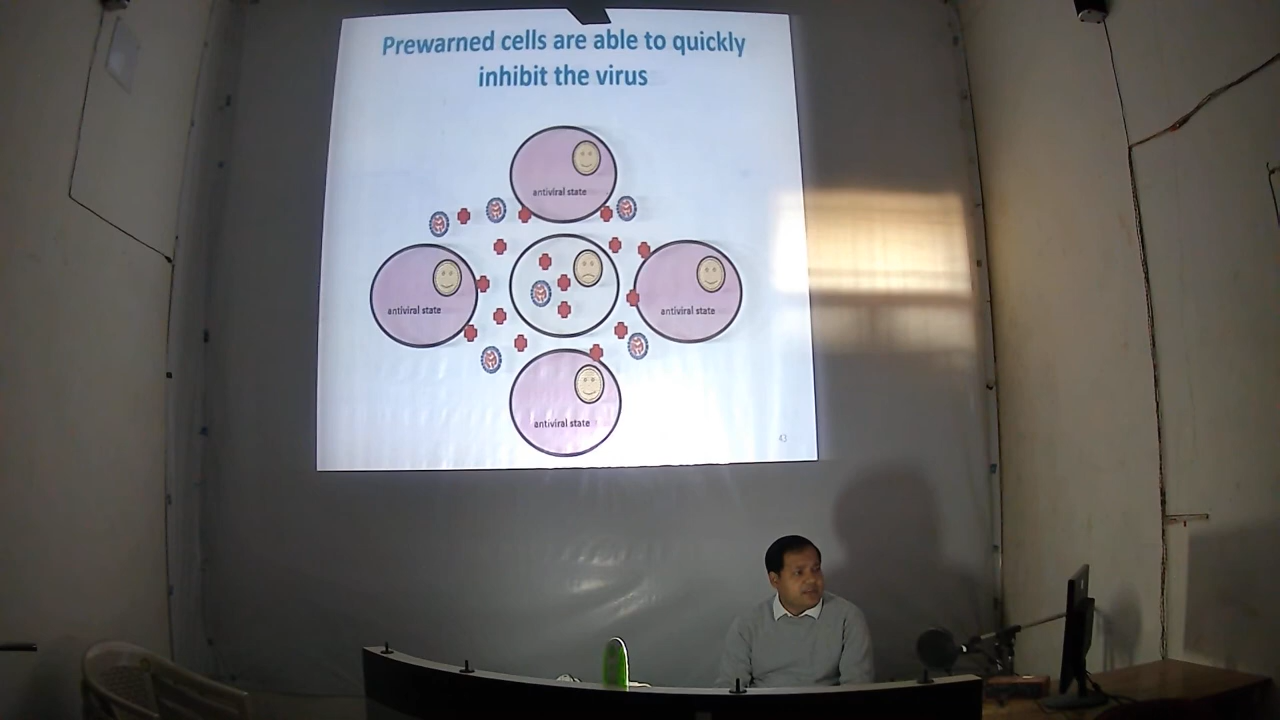 Prewarned cells are able to quickly
inhibit the virus
antiviral state
antiviral state
antiviral state
antiviral state
43